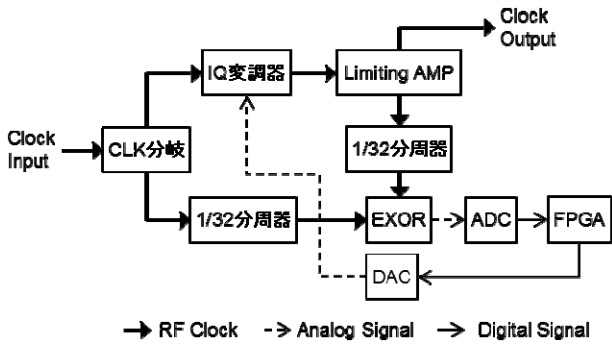 Clock
Output
IQ変調器
Limiting AMP
Clock
Input
CLK分岐
1/32分周器
1/32分周器
EXOR
ADC
FPGA
DAC
RF Clock
Analog Signal
Digital Signal